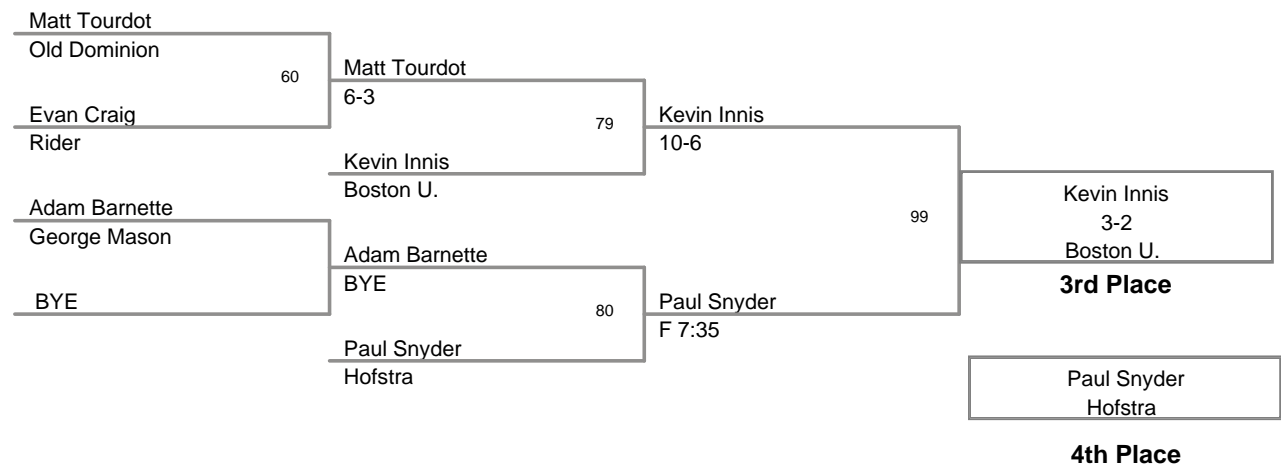 Matt Tourdot
Old Dominion
60
Matt Tourdot
6-3
Evan Craig
Rider
79
Kevin Innis
10-6
Kevin Innis
Boston U.
Adam Barnette
George Mason
99
Kevin Innis
3-2
Boston U.
3rd Place
Adam Barnette
BYE
BYE
80
Paul Snyder
F 7:35
Paul Snyder
Hofstra
Paul Snyder
Hofstra
4th Place